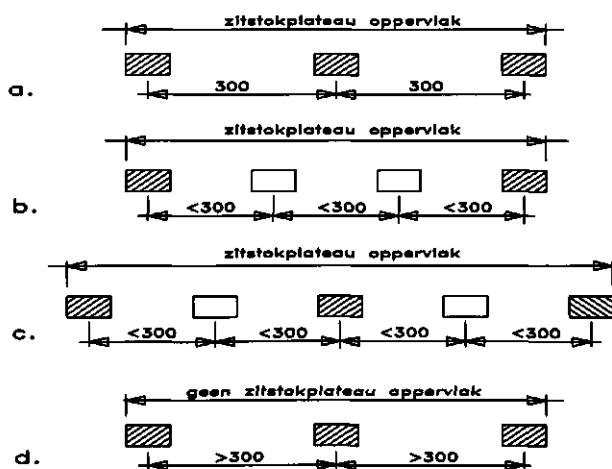 zitstokplateau oppervlak
a.
300 300
zitstokplateau oppervlak
b.
<300 <300 <300
zitstokplateau oppervlak
c.
<300 <300 <300 <300
geen zitstokplateau oppervlak
d.
>300 >300